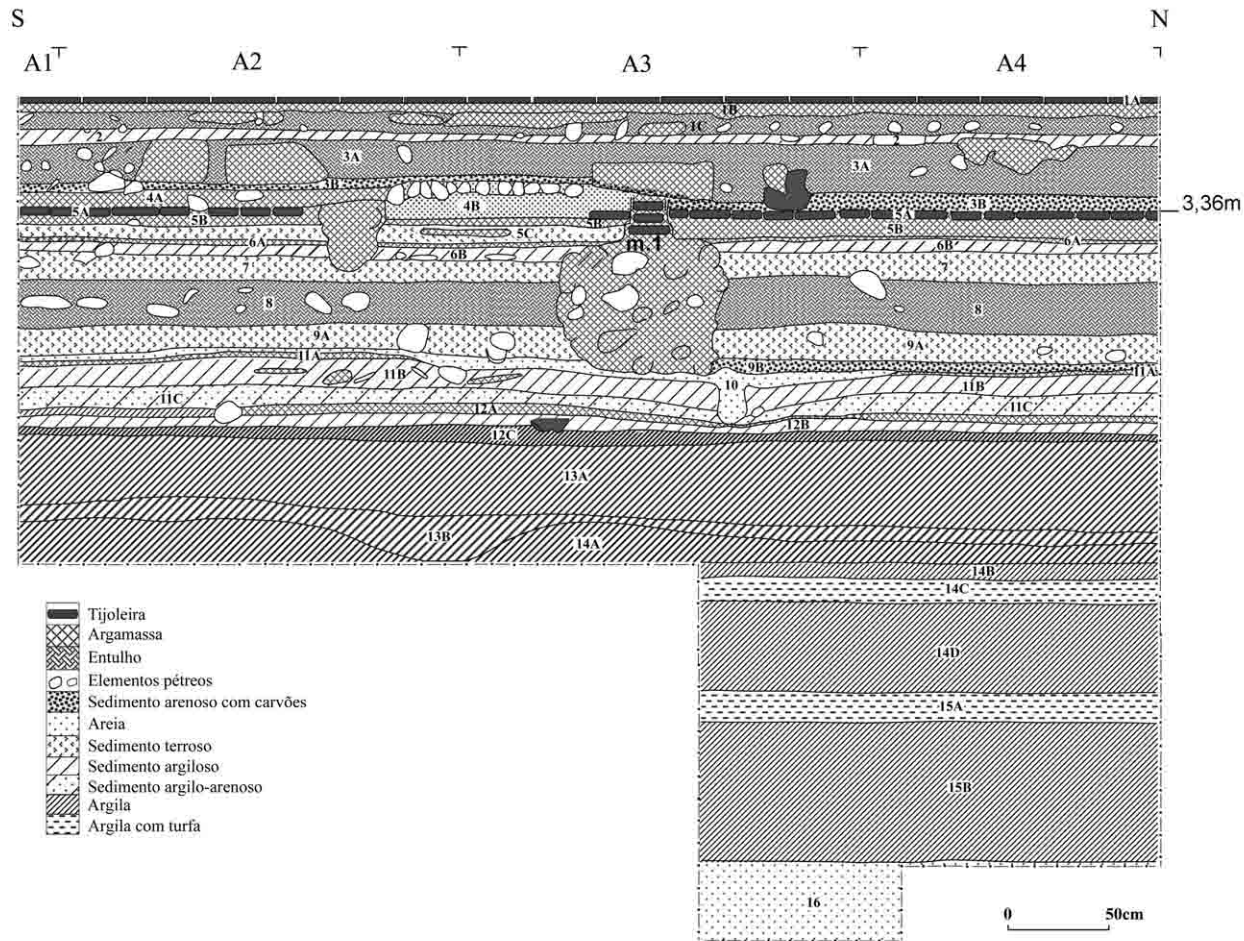 S N
A1 A2 A3 A4
1A
1B
1C
2 2
3A 3A
3B 3B
4A 4B
5A 5A
3,36m
5B 5B 5B
5C
m.1
6A 6A
6B 6B
7 7
8 8
9A 9A
9B
10
11A 11A
11B 11B
11C 11C
12A
12B
12C
13A
13B
14A
14B
14C
14D
15A
15B
16
Tijoleira
Argamassa
Entulho
Elementos pétreos
Sedimento arenoso com carvões
Areia
Sedimento terroso
Sedimento argiloso
Sedimento argilo-arenoso
Argila
Argila com turfa
0 50cm